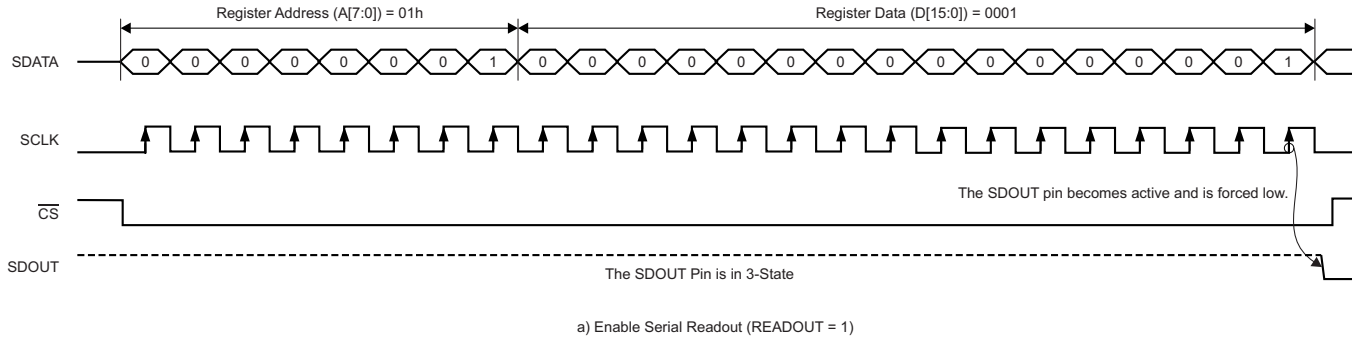 Register Address (A[7:0]) = 01h Register Data (D[15:0]) = 0001
SDATA 0 0 0 0 0 0 0 1 0 0 0 0 0 0 0 0 0 0 0 0 0 0 0 1
SCLK
The SDOUT pin becomes active and is forced low.
CS
SDOUT
The SDOUT Pin is in 3-State
a) Enable Serial Readout (READOUT = 1)